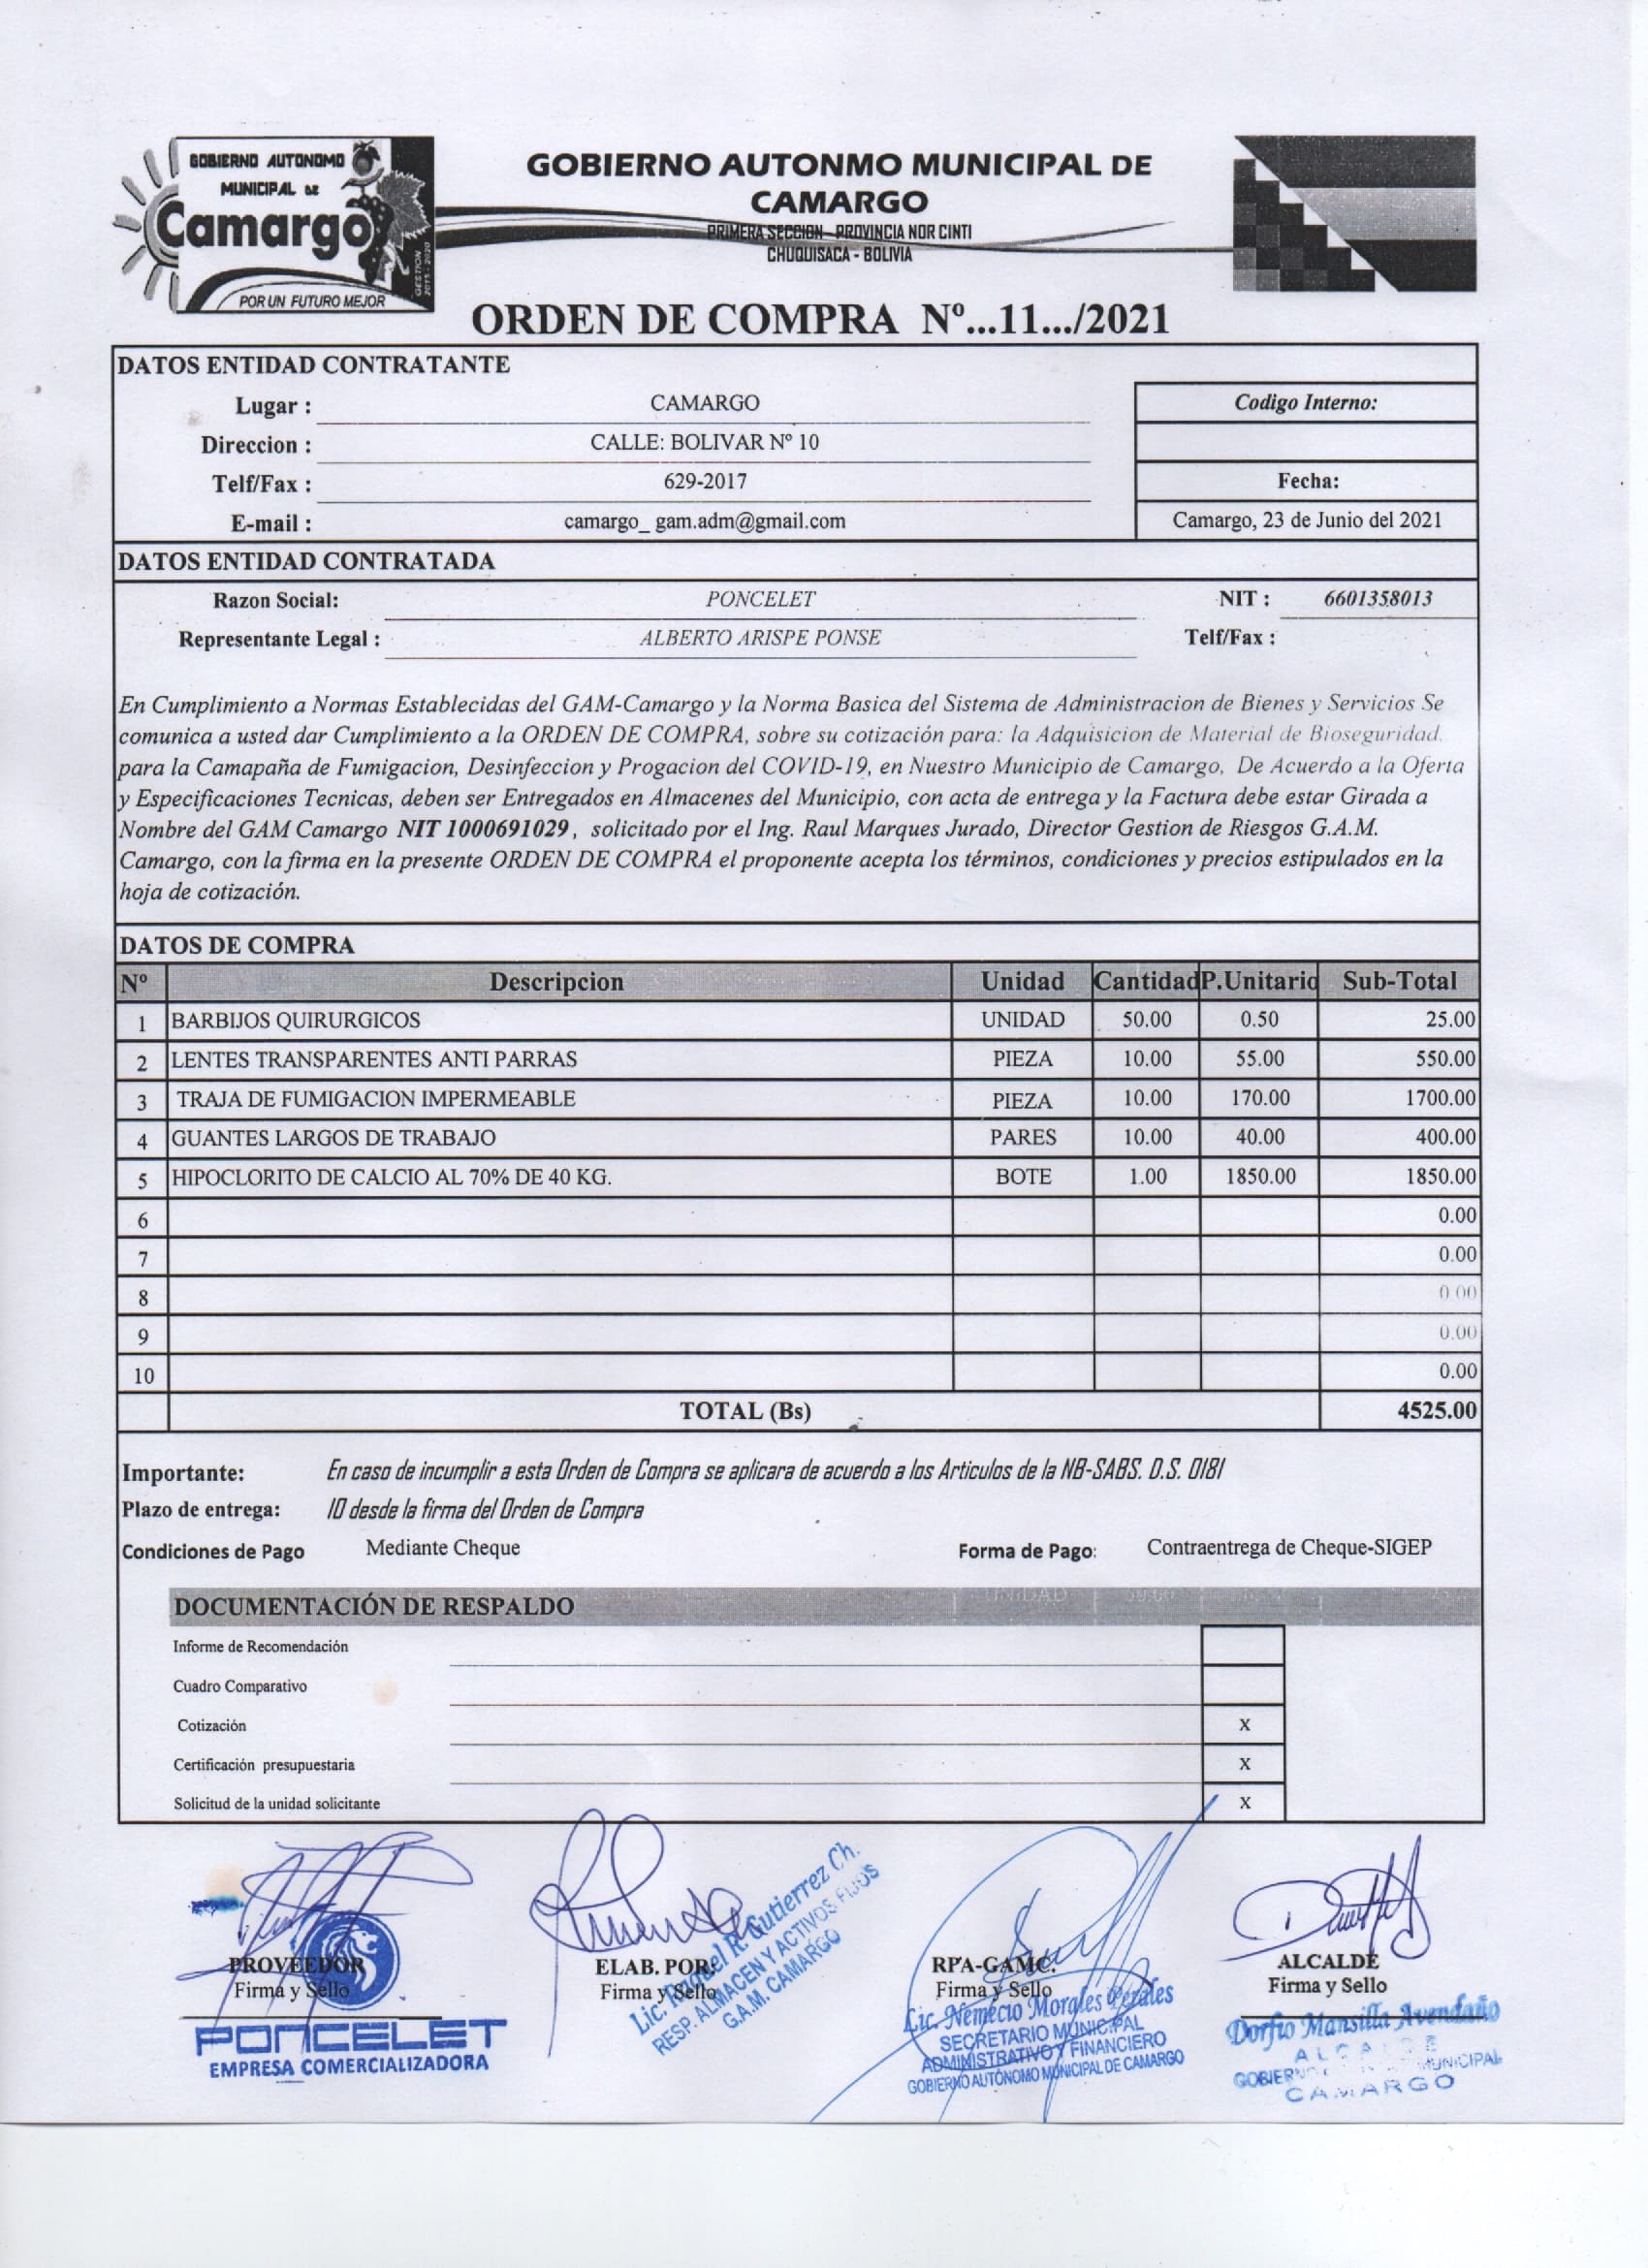 GOBIERNO AUTONOMO
MUNICIPAL DE
Camargo
GESTION
2015 - 2020
POR UN FUTURO MEJOR
GOBIERNO AUTONMO MUNICIPAL DE
CAMARGO
PRIMERA SECCION - PROVINCIA NOR CINTI
CHUQUISACA - BOLIVIA
ORDEN DE COMPRA Nº...11.../2021
DATOS ENTIDAD CONTRATANTE
Lugar : CAMARGO Codigo Interno:
Direccion : CALLE: BOLIVAR Nº 10
Telf/Fax : 629-2017 Fecha:
E-mail : camargo_ gam.adm@gmail.com Camargo, 23 de Junio del 2021
DATOS ENTIDAD CONTRATADA
Razon Social: PONCELET NIT : 6601358013
Representante Legal : ALBERTO ARISPE PONSE Telf/Fax :
En Cumplimiento a Normas Establecidas del GAM-Camargo y la Norma Basica del Sistema de Administracion de Bienes y Servicios Se
comunica a usted dar Cumplimiento a la ORDEN DE COMPRA, sobre su cotización para: la Adquisicion de Material de Bioseguridad.
para la Camapaña de Fumigacion, Desinfeccion y Progacion del COVID-19, en Nuestro Municipio de Camargo, De Acuerdo a la Oferta
y Especificaciones Tecnicas, deben ser Entregados en Almacenes del Municipio, con acta de entrega y la Factura debe estar Girada a
Nombre del GAM Camargo NIT 1000691029, solicitado por el Ing. Raul Marques Jurado, Director Gestion de Riesgos G.A.M.
Camargo, con la firma en la presente ORDEN DE COMPRA el proponente acepta los términos, condiciones y precios estipulados en la
hoja de cotización.
DATOS DE COMPRA
Nº Descripcion Unidad Cantidad P.Unitario Sub-Total
1 BARBIJOS QUIRURGICOS UNIDAD 50.00 0.50 25.00
2 LENTES TRANSPARENTES ANTI PARRAS PIEZA 10.00 55.00 550.00
3 TRAJA DE FUMIGACION IMPERMEABLE PIEZA 10.00 170.00 1700.00
4 GUANTES LARGOS DE TRABAJO PARES 10.00 40.00 400.00
5 HIPOCLORITO DE CALCIO AL 70% DE 40 KG. BOTE 1.00 1850.00 1850.00
6 0.00
7 0.00
8 0.00
9 0.00
10 0.00
TOTAL (Bs) 4525.00
Importante: En caso de incumplir a esta Orden de Compra se aplicara de acuerdo a los Articulos de la NB-SABS. D.S. 0181
Plazo de entrega: 10 desde la firma del Orden de Compra
Condiciones de Pago Mediante Cheque Forma de Pago: Contraentrega de Cheque-SIGEP
DOCUMENTACIÓN DE RESPALDO
Informe de Recomendación
Cuadro Comparativo
Cotización X
Certificación presupuestaria X
Solicitud de la unidad solicitante X
PROVEEDOR
Firma y Sello
PONCELET
EMPRESA COMERCIALIZADORA
ELAB. POR:
Firma y Sello
Lic. Raquel R. Gutierrez Ch.
RESP. ALMACEN Y ACTIVOS FIJOS
G.A.M. CAMARGO
RPA-GAMC.
Firma y Sello
Lic. Nemecio Morales Perales
SECRETARIO MUNICIPAL
ADMINISTRATIVO Y FINANCIERO
GOBIERNO AUTÓNOMO MUNICIPAL DE CAMARGO
ALCALDE
Firma y Sello
Dorfio Mansilla Avendaño
ALCALDE
MUNICIPAL
CAMARGO